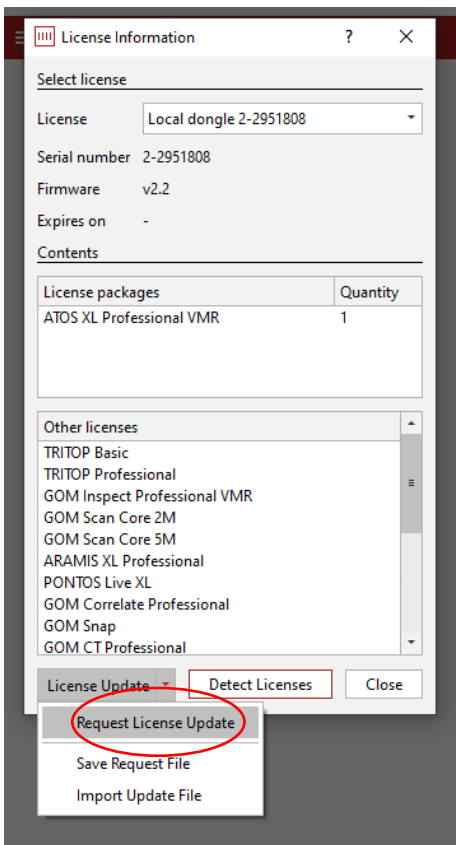 License Information ? ×
Select license
License Local dongle 2-2951808
Serial number 2-2951808
Firmware v2.2
Expires on -
Contents
License packages Quantity
ATOS XL Professional VMR 1
Other licenses
TRITOP Basic
TRITOP Professional
GOM Inspect Professional VMR
GOM Scan Core 2M
GOM Scan Core 5M
ARAMIS XL Professional
PONTOS Live XL
GOM Correlate Professional
GOM Snap
GOM CT Professional
License Update Detect Licenses Close
Request License Update
Save Request File
Import Update File